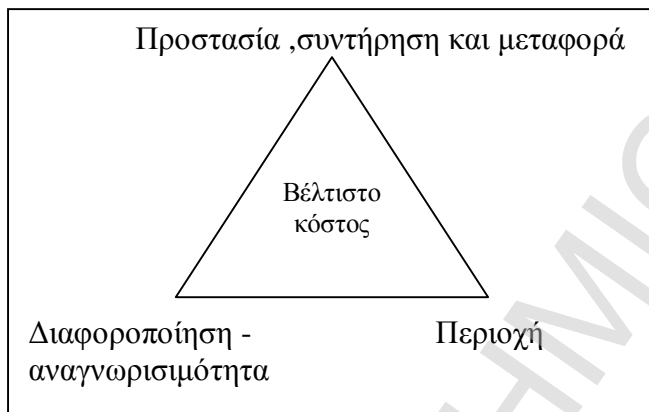 Προστασία ,συντήρηση και μεταφορά
Βέλτιστο
κόστος
Διαφοροποίηση -
αναγνωρισιμότητα
Περιοχή